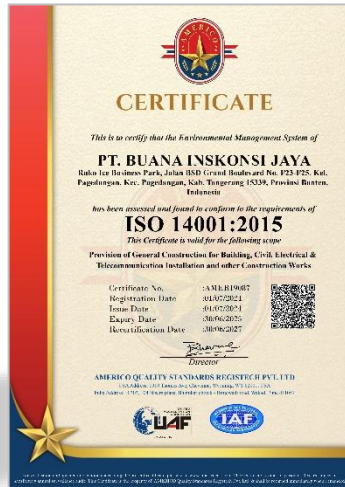 AMERICO
CERTIFICATE
This is to certify that the Environmental Management System of
PT. BUANA INSKONSI JAYA
Ruko Ice Business Park, Jalan BSD Grand Boulevard No. F23-F25, Kel.
Pagedangan, Kec. Pagedangan, Kab. Tangerang 15339, Provinsi Banten,
Indonesia
has been assessed and found to conform to the requirements of
ISO 14001:2015
This Certificate is valid for the following scope
Provision of General Construction for Building, Civil, Electrical &
Telecommunication Installation and other Construction Works
Certificate No. :AMER19087
Registration Date :01/07/2024
Issue Date :01/07/2024
Expiry Date :30/06/2025
Recertification Date :30/06/2027
Director
AMERICO QUALITY STANDARDS REGISTECH PVT. LTD
UAF
IAF